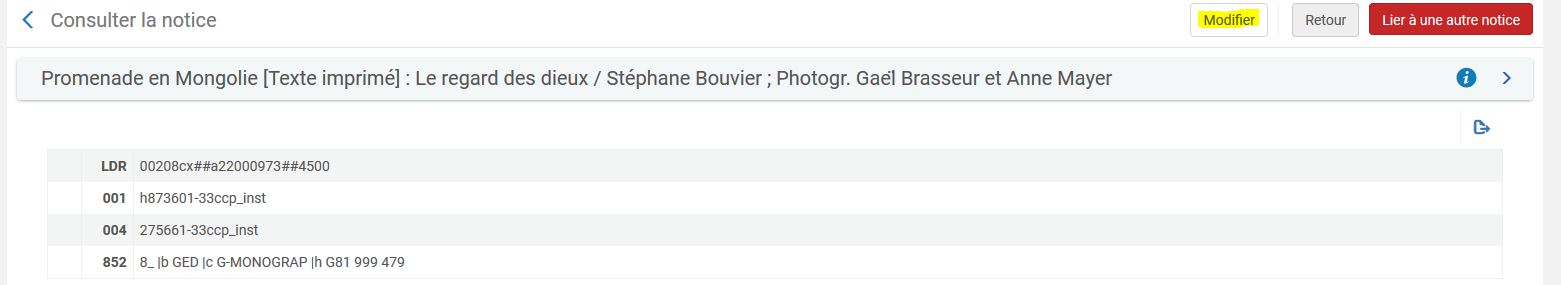 Consulter la notice
Modifier
Retour
Lier à une autre notice
Promenade en Mongolie [Texte imprimé] : Le regard des dieux / Stéphane Bouvier ; Photogr. Gaël Brasseur et Anne Mayer
LDR 00208cx##a22000973##4500
001 h873601-33ccp_inst
004 275661-33ccp_inst
852 8_ |b GED |c G-MONOGRAP |h G81 999 479